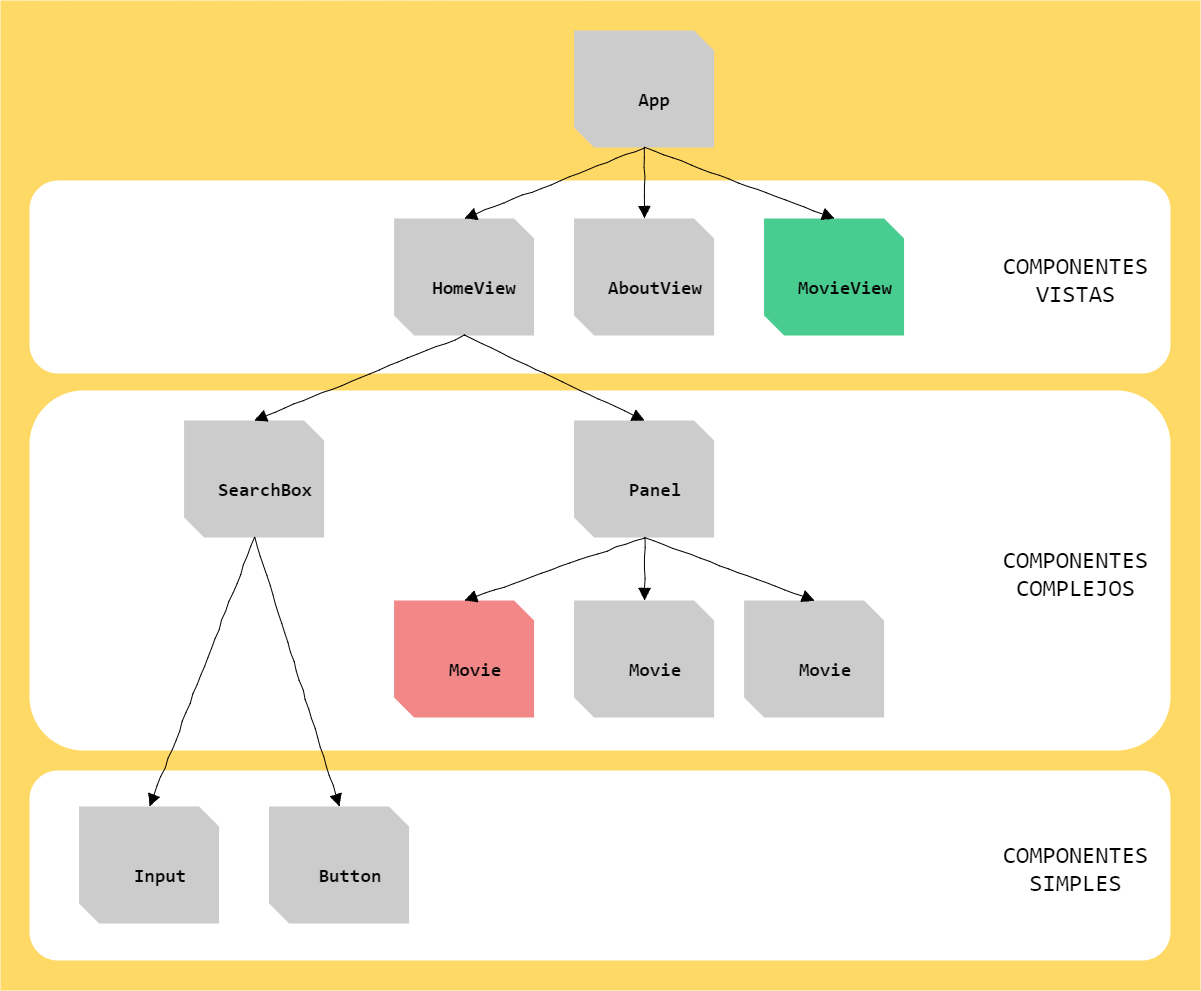 App
HomeView
AboutView
MovieView
COMPONENTES
VISTAS
SearchBox
Panel
COMPONENTES
COMPLEJOS
Movie
Movie
Movie
Input
Button
COMPONENTES
SIMPLES